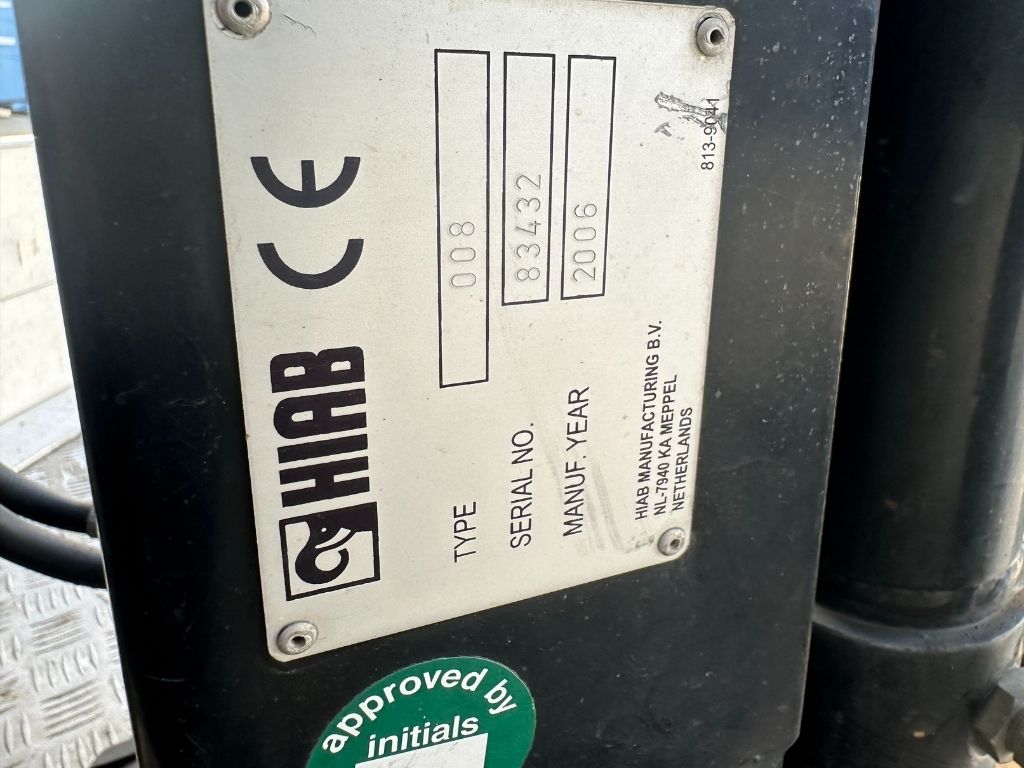 HIAB CE
TYPE 008
SERIAL NO. 83432
MANUF. YEAR 2006
HIAB MANUFACTURING B.V.
NL-7940 KA MEPPEL
NETHERLANDS
813-9041
approved by
initials